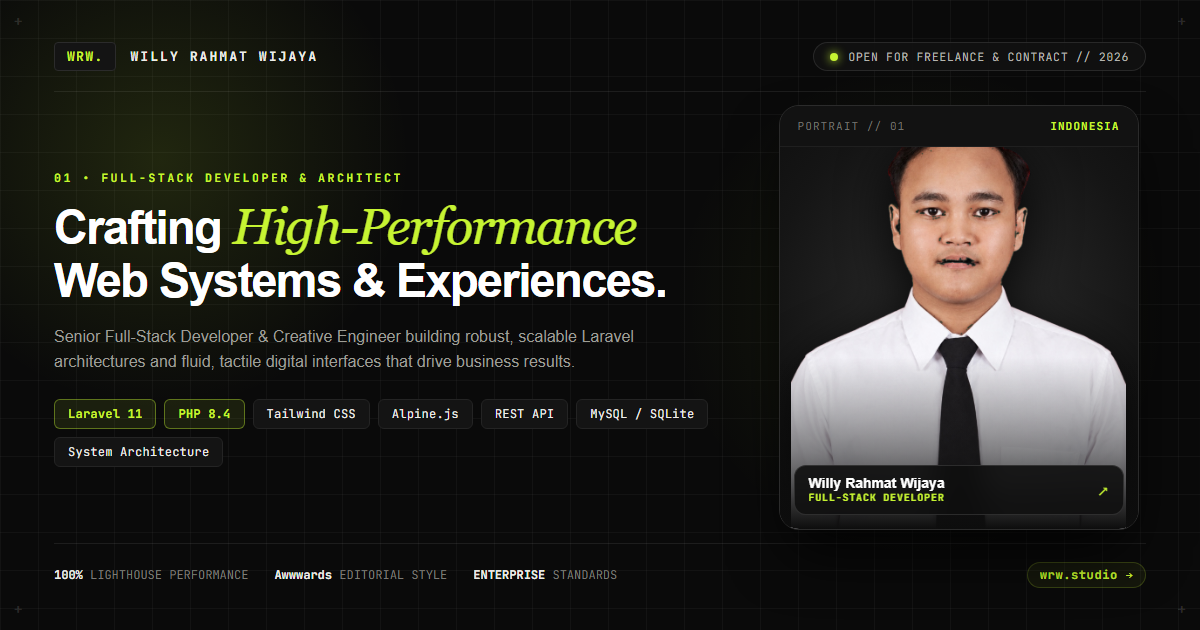 WRW.
WILLY RAHMAT WIJAYA
OPEN FOR FREELANCE & CONTRACT // 2026
01 • FULL-STACK DEVELOPER & ARCHITECT
Crafting High-Performance
Web Systems & Experiences.
Senior Full-Stack Developer & Creative Engineer building robust, scalable Laravel
architectures and fluid, tactile digital interfaces that drive business results.
Laravel 11
PHP 8.4
Tailwind CSS
Alpine.js
REST API
MySQL / SQLite
System Architecture
PORTRAIT // 01
INDONESIA
Willy Rahmat Wijaya
FULL-STACK DEVELOPER
↗
100% LIGHTHOUSE PERFORMANCE
Awwwards EDITORIAL STYLE
ENTERPRISE STANDARDS
wrw.studio →